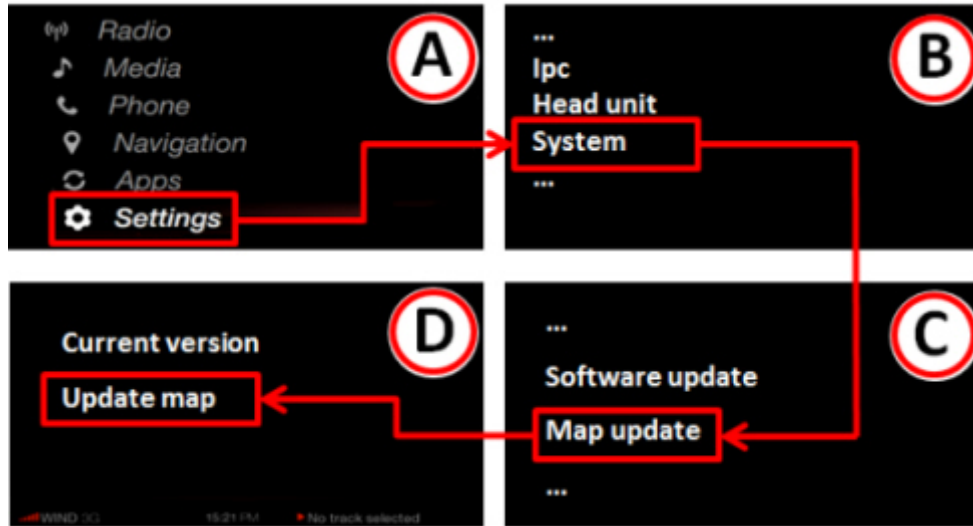 Radio
Media
Phone
Navigation
Apps
Settings
A
...
Ipc
Head unit
System
...
B
Current version
Update map
D
WIND 3G 15:21 PM No track selected
...
Software update
Map update
...
C